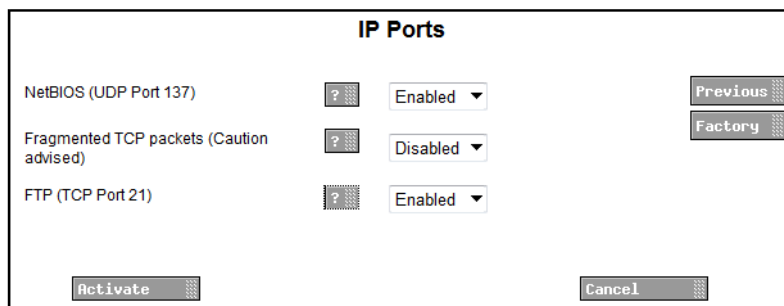 IP Ports
NetBIOS (UDP Port 137)
?
Enabled
Previous
Factory
Fragmented TCP packets (Caution
advised)
?
Disabled
FTP (TCP Port 21)
?
Enabled
Activate
Cancel